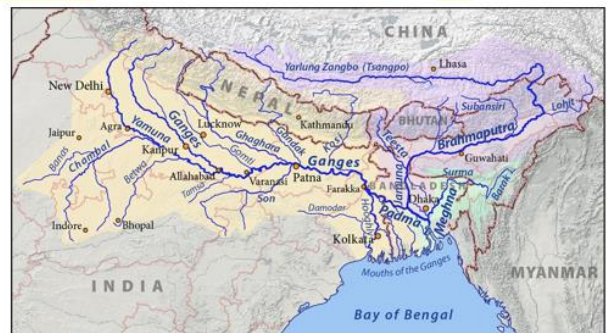 CHINA
Yarlung Zangbo (Tsangpo)
Lhasa
New Delhi
NEPAL
Subansiri
Lohit
BHUTAN
Ganges
Lucknow
Kathmandu
Agra
Yamuna
Jaipur
Ghaghara
Gandak
Kosi
Teesta
Brahmaputra
Banas
Chambal
Kanpur
Gomti
Guwahati
Ganges
Jamuna
Surma
Betwa
Allahabad
Varanasi
Patna
Farakka
BANGLADESH
Barak
Tamsa
Son
Dhaka
Meghna
Damodar
Hooghly
Padma
Indore
Bhopal
Kolkata
Mouths of the Ganges
INDIA
MYANMAR
Bay of Bengal